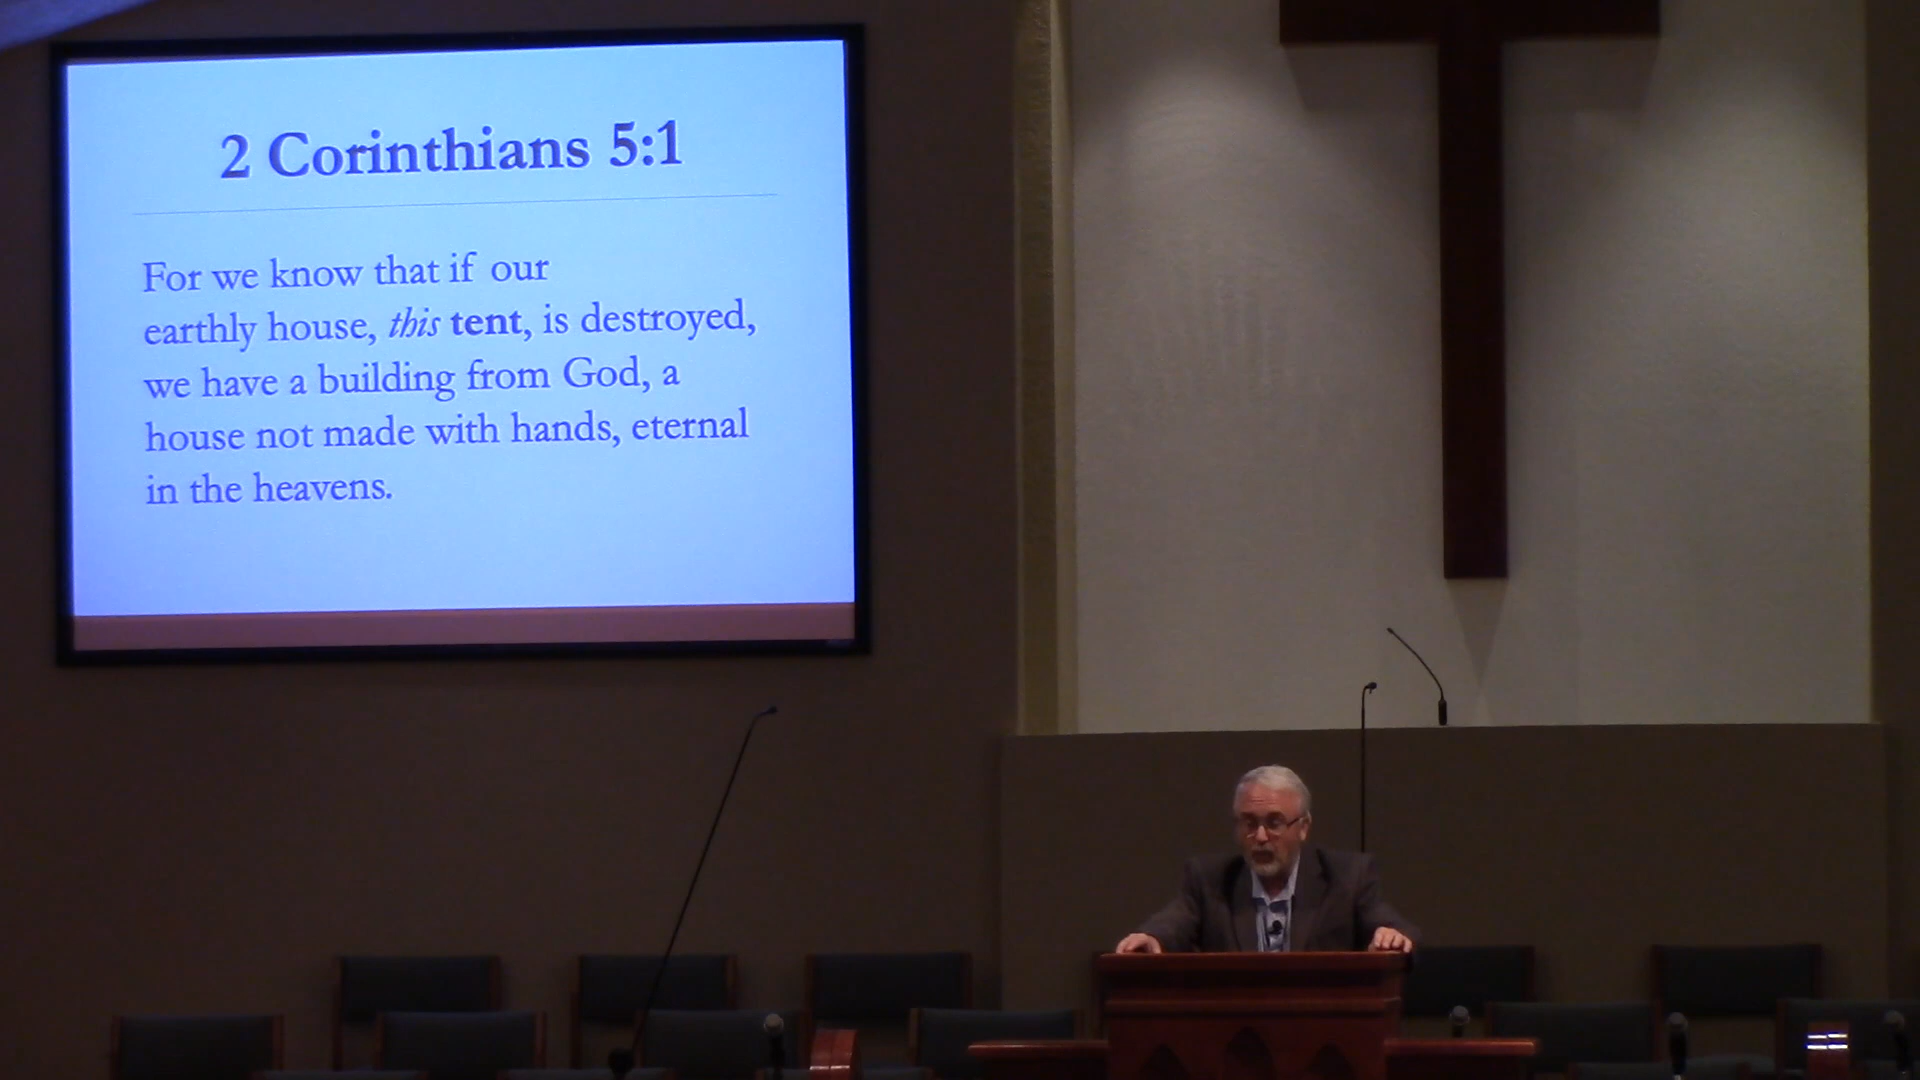 2 Corinthians 5:1
For we know that if our
earthly house, this tent, is destroyed,
we have a building from God, a
house not made with hands, eternal
in the heavens.